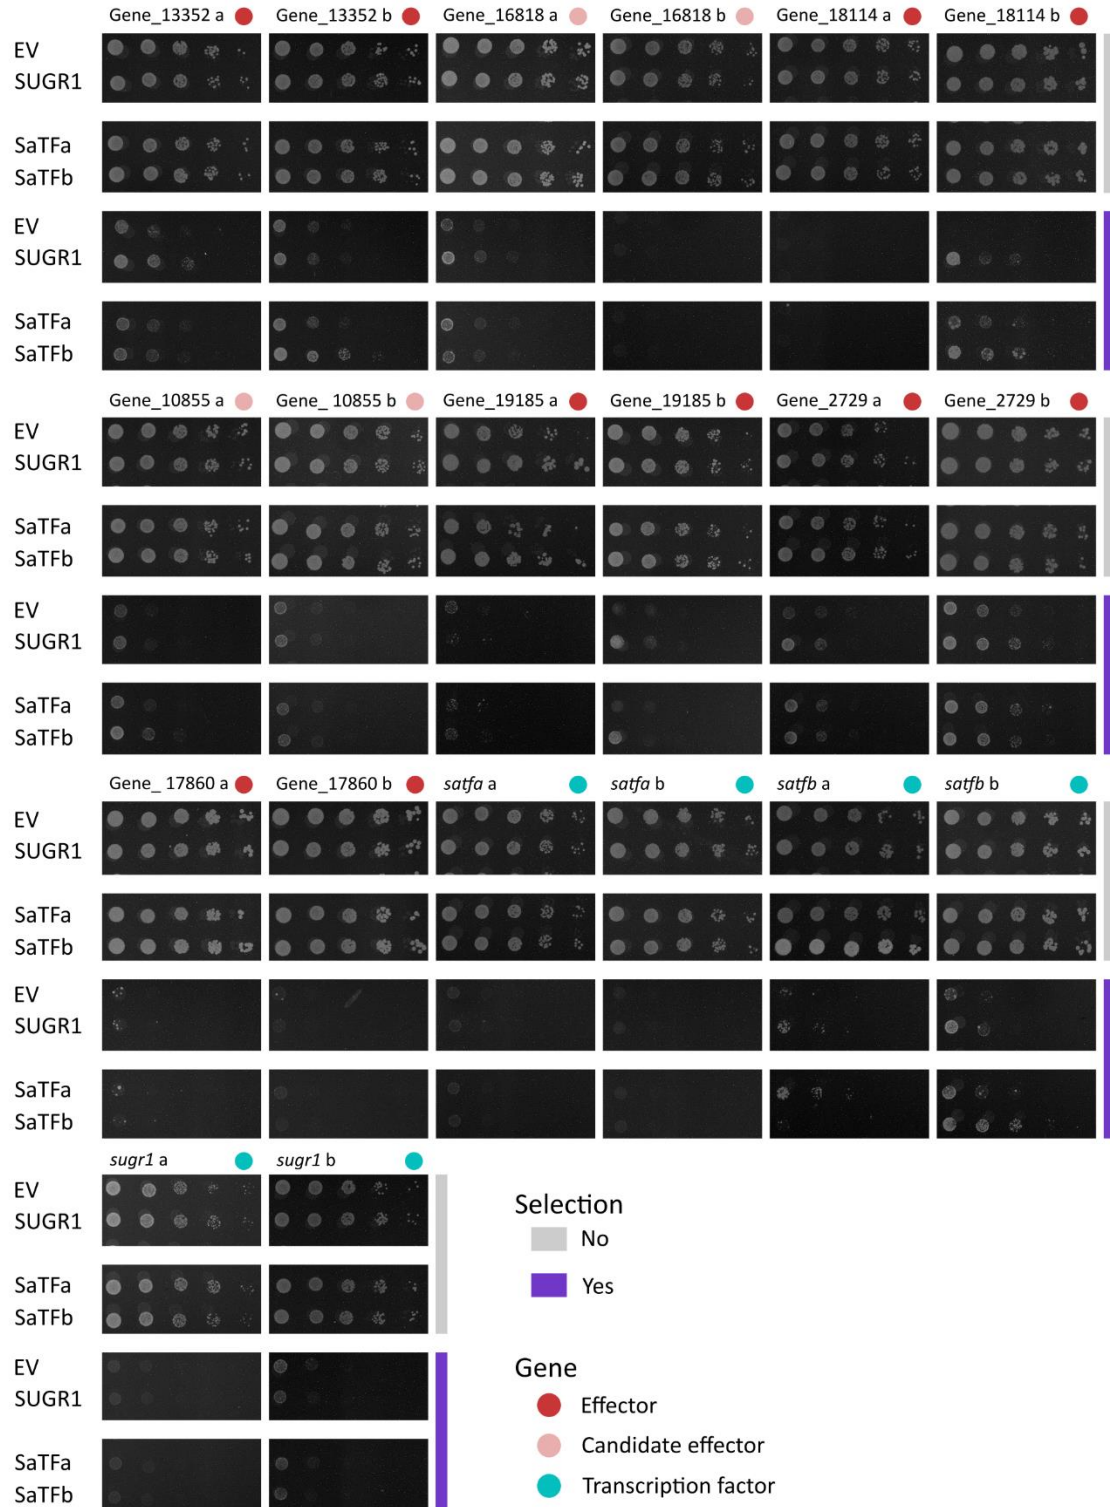 Gene_13352 a Gene_13352 b Gene_16818 a Gene_16818 b Gene_18114 a Gene_18114 b
EV
SUGR1
SaTFa
SaTFb
EV
SUGR1
SaTFa
SaTFb
Gene_10855 a Gene_ 10855 b Gene_19185 a Gene_19185 b Gene_2729 a Gene_2729 b
EV
SUGR1
SaTFa
SaTFb
EV
SUGR1
SaTFa
SaTFb
Gene_ 17860 a Gene_17860 b satfa a satfa b satfb a satfb b
EV
SUGR1
SaTFa
SaTFb
EV
SUGR1
SaTFa
SaTFb
sugr1 a sugr1 b
EV
SUGR1
SaTFa
SaTFb
EV
SUGR1
SaTFa
SaTFb
Selection
No
Yes
Gene
Effector
Candidate effector
Transcription factor